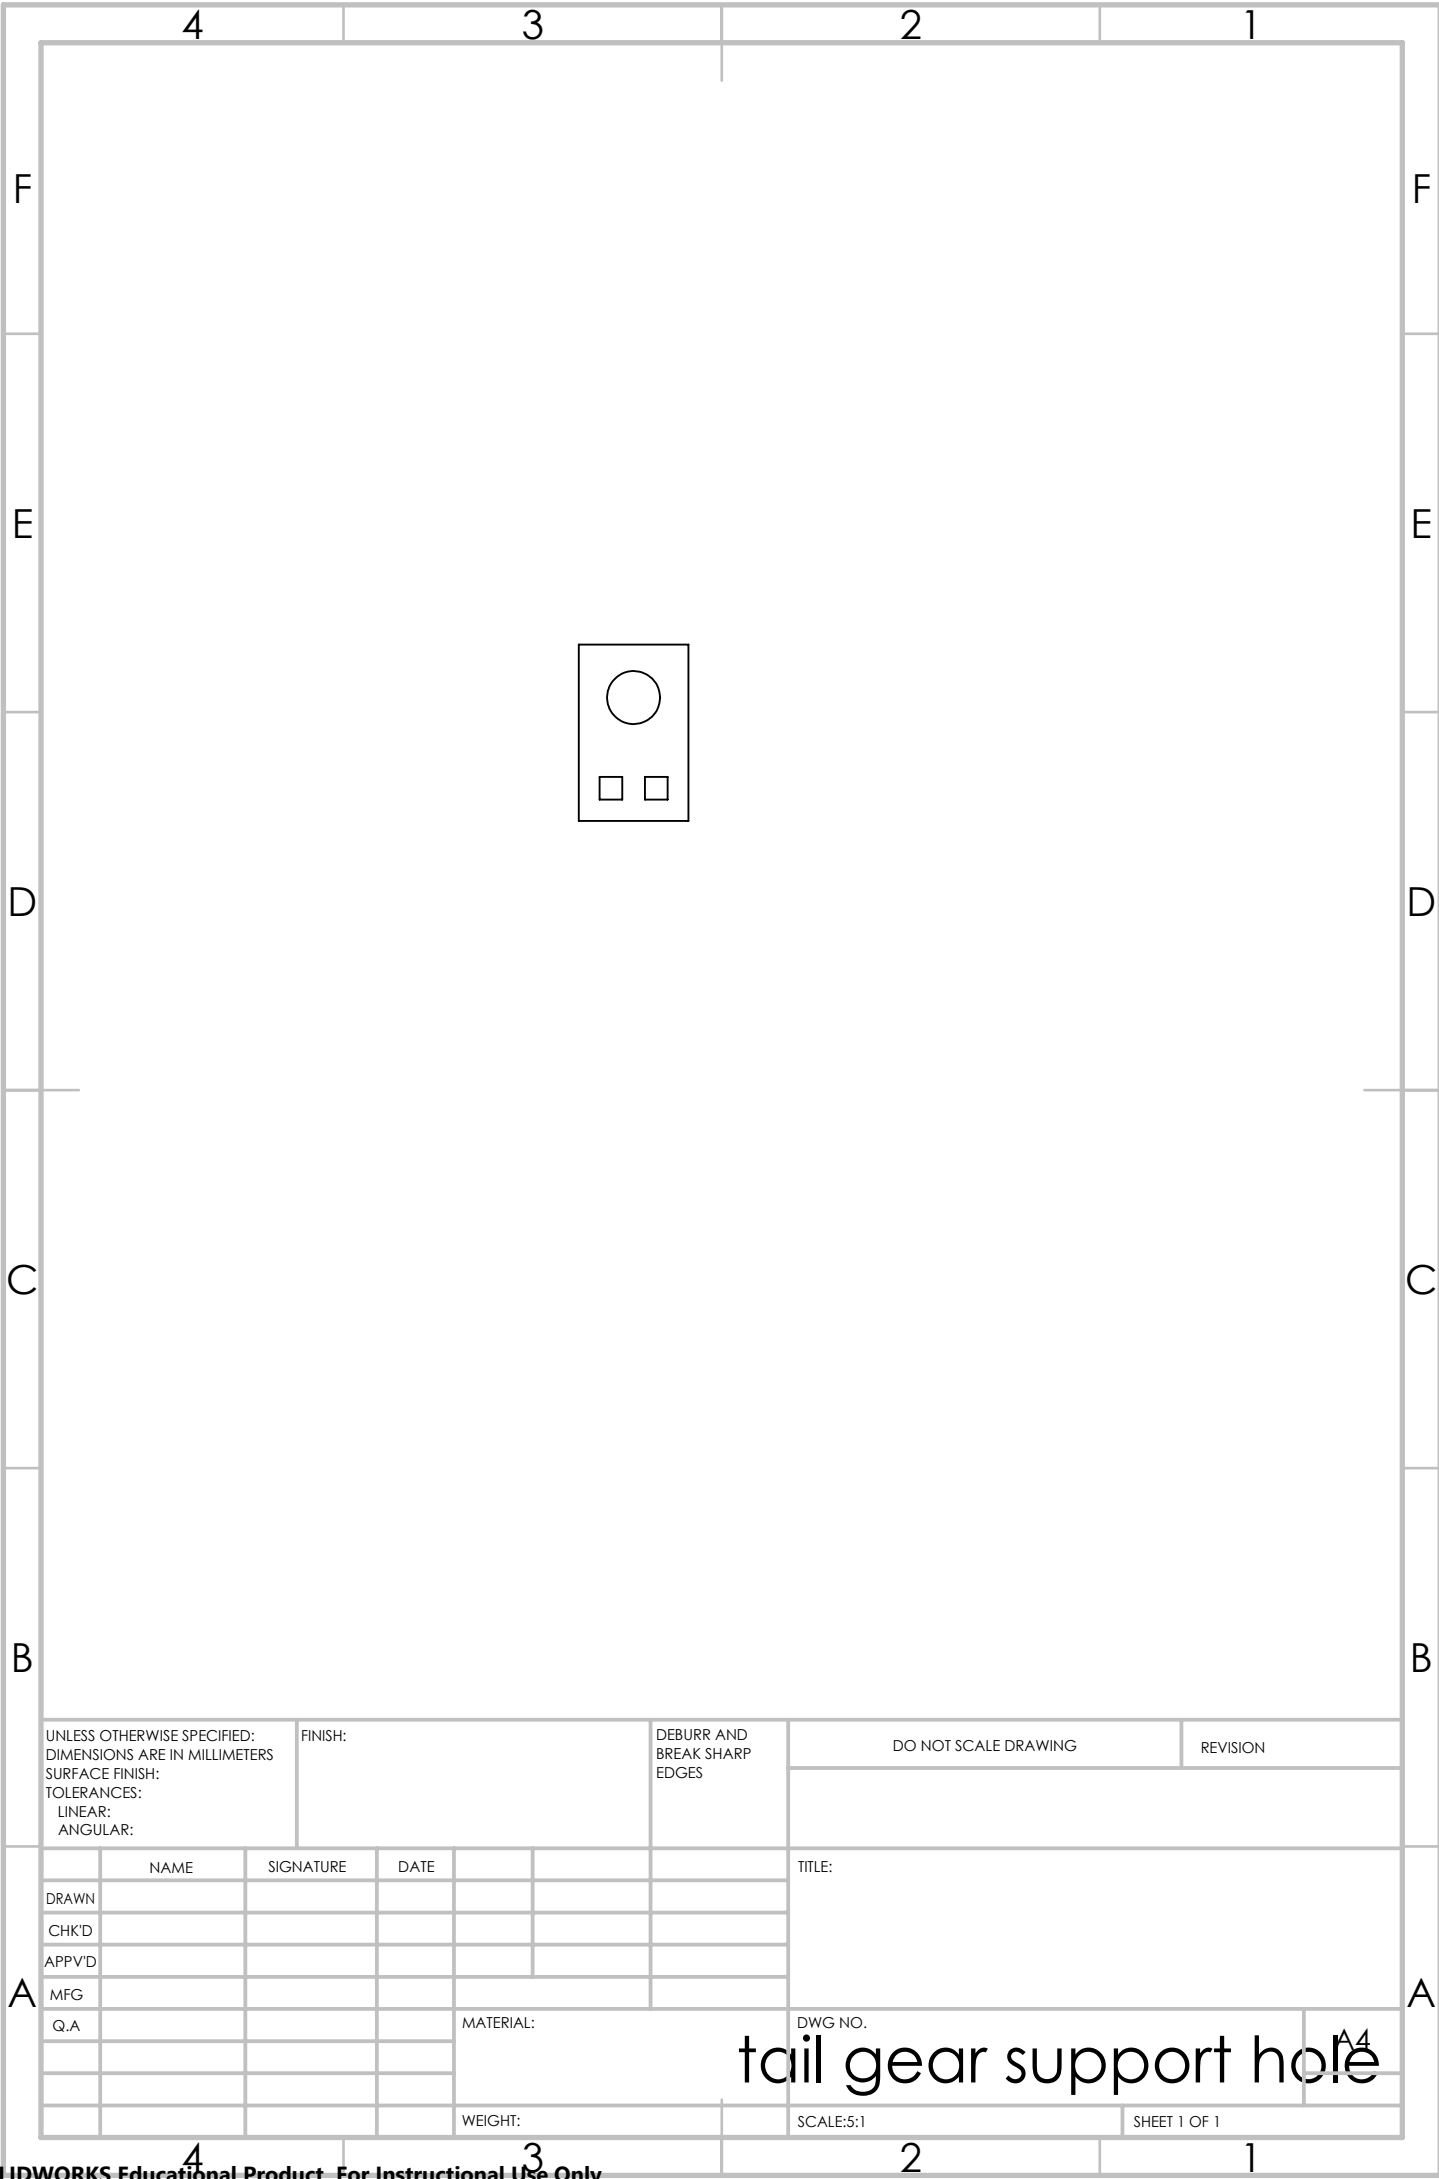 4 3 2 1
F F
E E
D D
C C
B B
UNLESS OTHERWISE SPECIFIED: FINISH: DEBURR AND DO NOT SCALE DRAWING REVISION
DIMENSIONS ARE IN MILLIMETERS BREAK SHARP
SURFACE FINISH: EDGES
TOLERANCES:
LINEAR:
ANGULAR:
NAME SIGNATURE DATE TITLE:
DRAWN
CHK'D
APPV'D
A MFG A
Q.A MATERIAL: DWG NO.
tail gear support hole A4
WEIGHT: SCALE:5:1 SHEET 1 OF 1
4 3 2 1
LIDWORKS Educational Product. For Instructional Use Only.